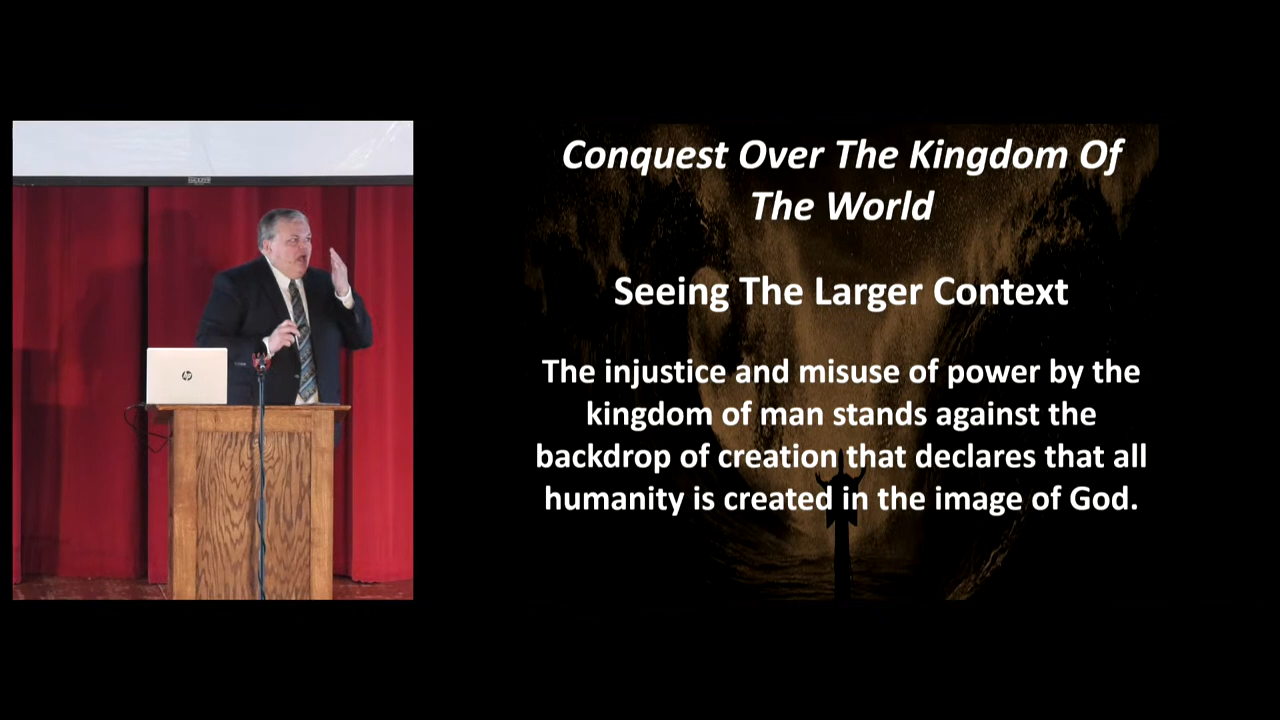 Conquest Over The Kingdom Of
The World
Seeing The Larger Context
The injustice and misuse of power by the
kingdom of man stands against the
backdrop of creation that declares that all
humanity is created in the image of God.
hp